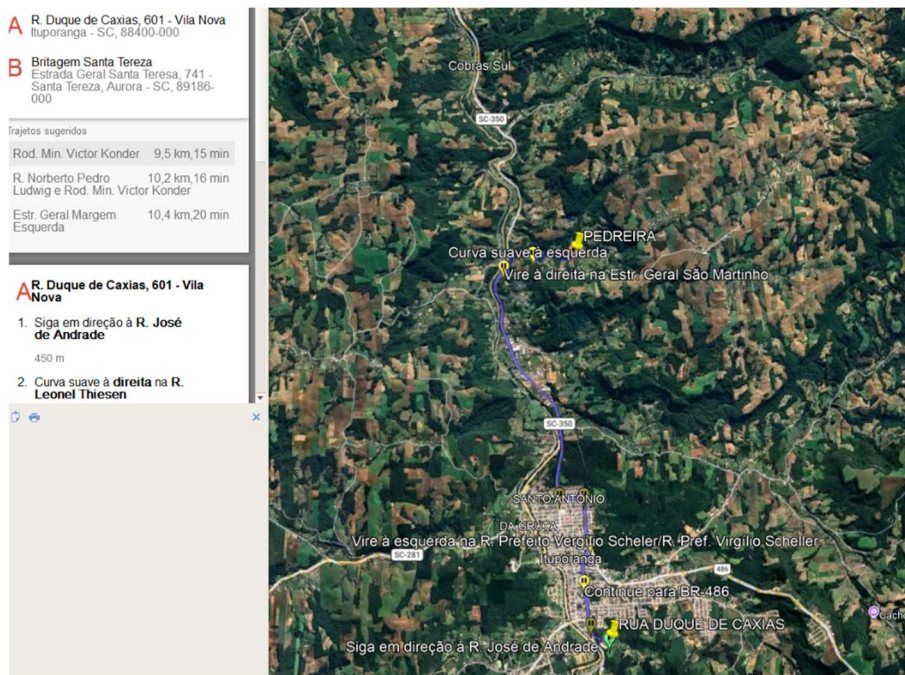 A R. Duque de Caxias, 601 - Vila Nova
Ituporanga - SC, 88400-000
B Britagem Santa Tereza
Estrada Geral Santa Teresa, 741 -
Santa Tereza, Aurora - SC, 89186-
000
Trajetos sugeridos
Rod. Min. Victor Konder 9,5 km,15 min
R. Norberto Pedro 10,2 km,16 min
Ludwig e Rod. Min. Victor Konder
Estr. Geral Margem 10,4 km,20 min
Esquerda
A R. Duque de Caxias, 601 - Vila
Nova
1. Siga em direção à R. José
de Andrade
450 m
2. Curva suave à direita na R.
Leonel Thiesen
Cobras Sul
SC-350
PEDREIRA
Curva suave à esquerda
Vire à direita na Estr. Geral São Martinho
SC-350
SANTO ANTÔNIO
DA GRUTA
Vire à esquerda na R. Prefeito Vergílio Scheler/R. Pref. Virgílio Scheller
SC-281
Ituporanga
486
Continue para BR-486
Cacho
RUA DUQUE DE CAXIAS
Siga em direção à R. José de Andrade